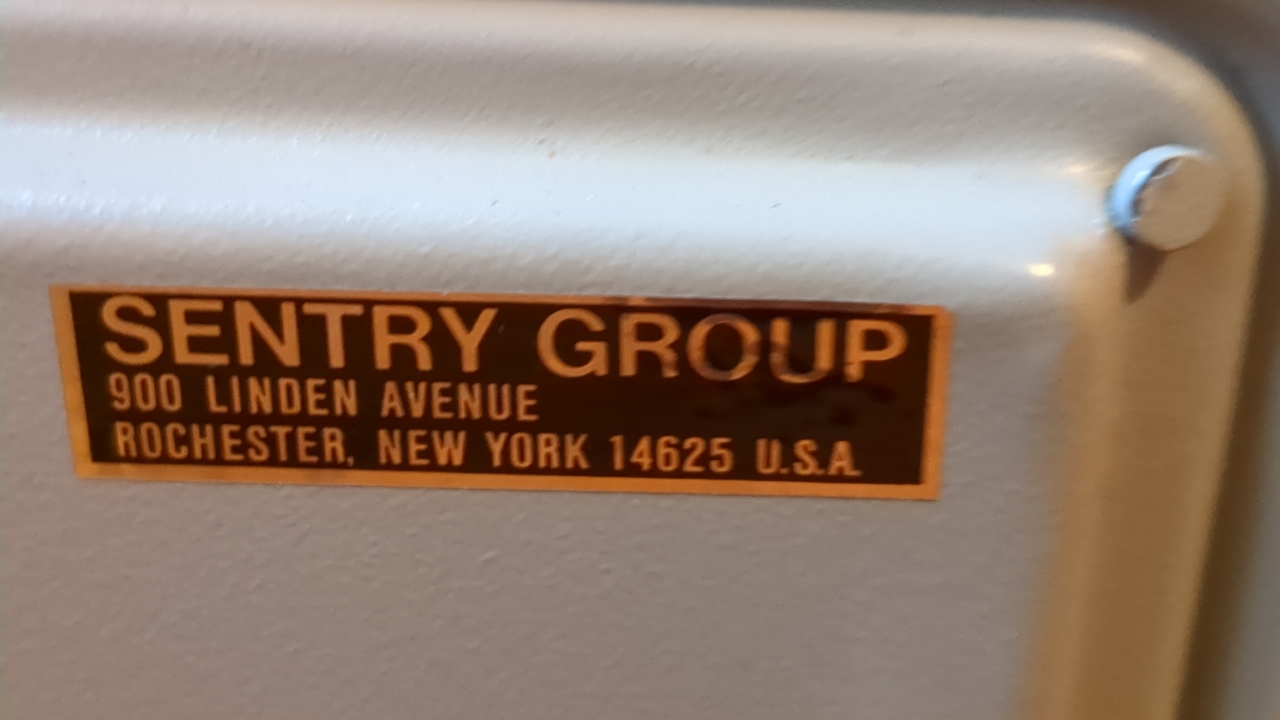 SENTRY GROUP
900 LINDEN AVENUE
ROCHESTER, NEW YORK 14625 U.S.A.